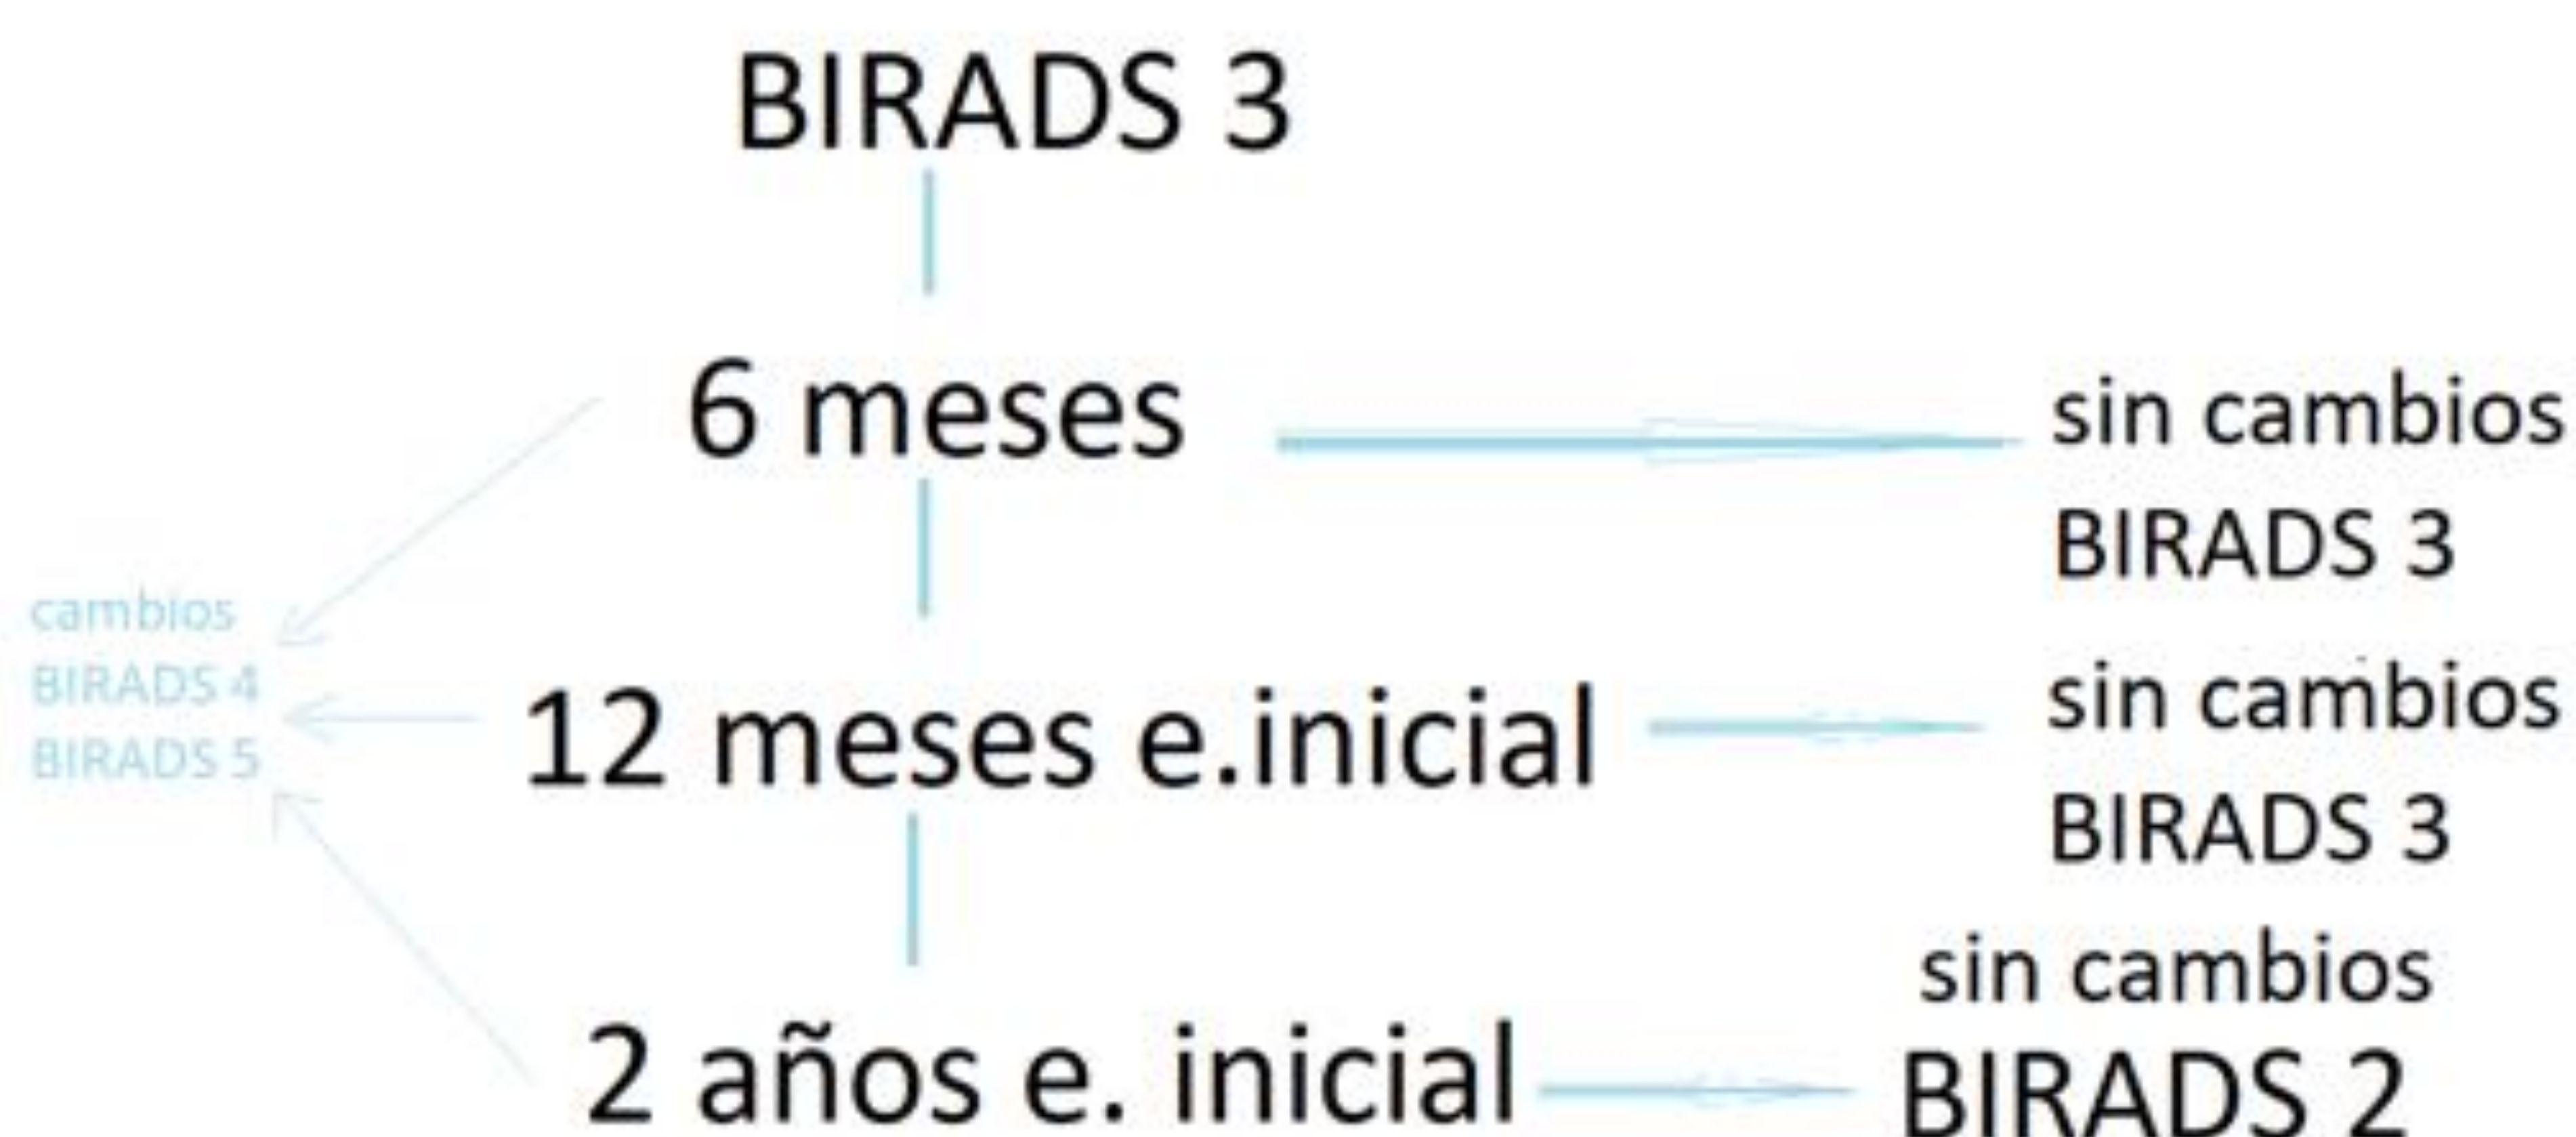 BIRADS 3
6 meses
sin cambios
BIRADS 3
cambios
BIRADS 4
BIRADS 5
12 meses e.inicial
sin cambios
BIRADS 3
2 años e. inicial
sin cambios
BIRADS 2